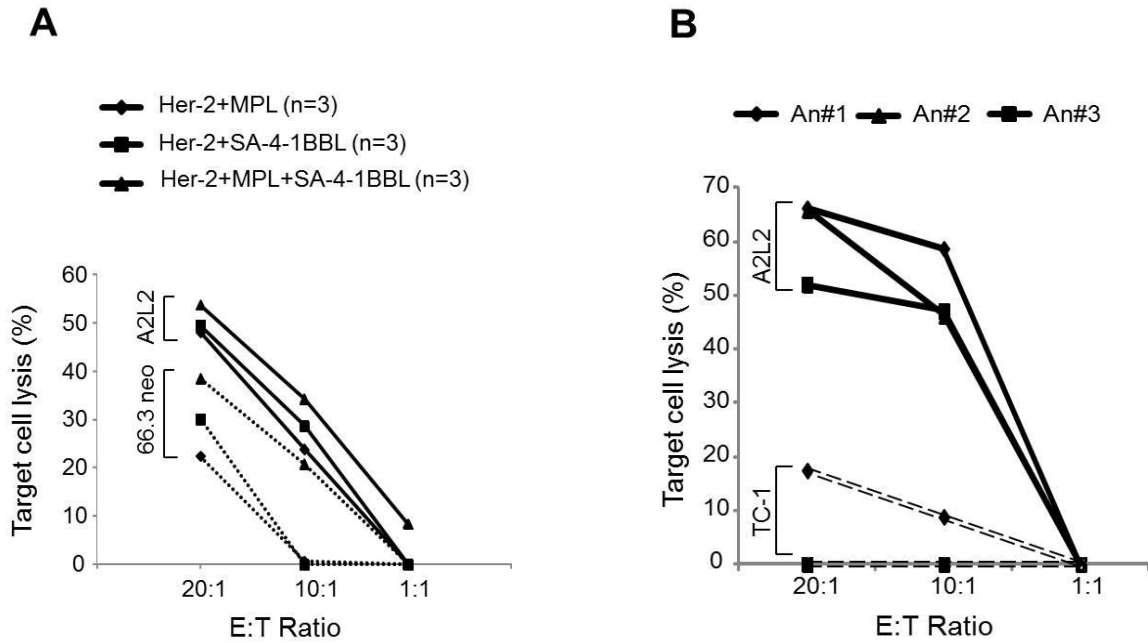 A
Her-2+MPL (n=3)
Her-2+SA-4-1BBL (n=3)
Her-2+MPL+SA-4-1BBL (n=3)
60
50
40
30
20
10
0
Target cell lysis (%)
A2L2
66.3 neo
20:1 10:1 1:1
E:T Ratio
B
An#1 An#2 An#3
70
60
50
40
30
20
10
0
Target cell lysis (%)
A2L2
TC-1
20:1 10:1 1:1
E:T Ratio